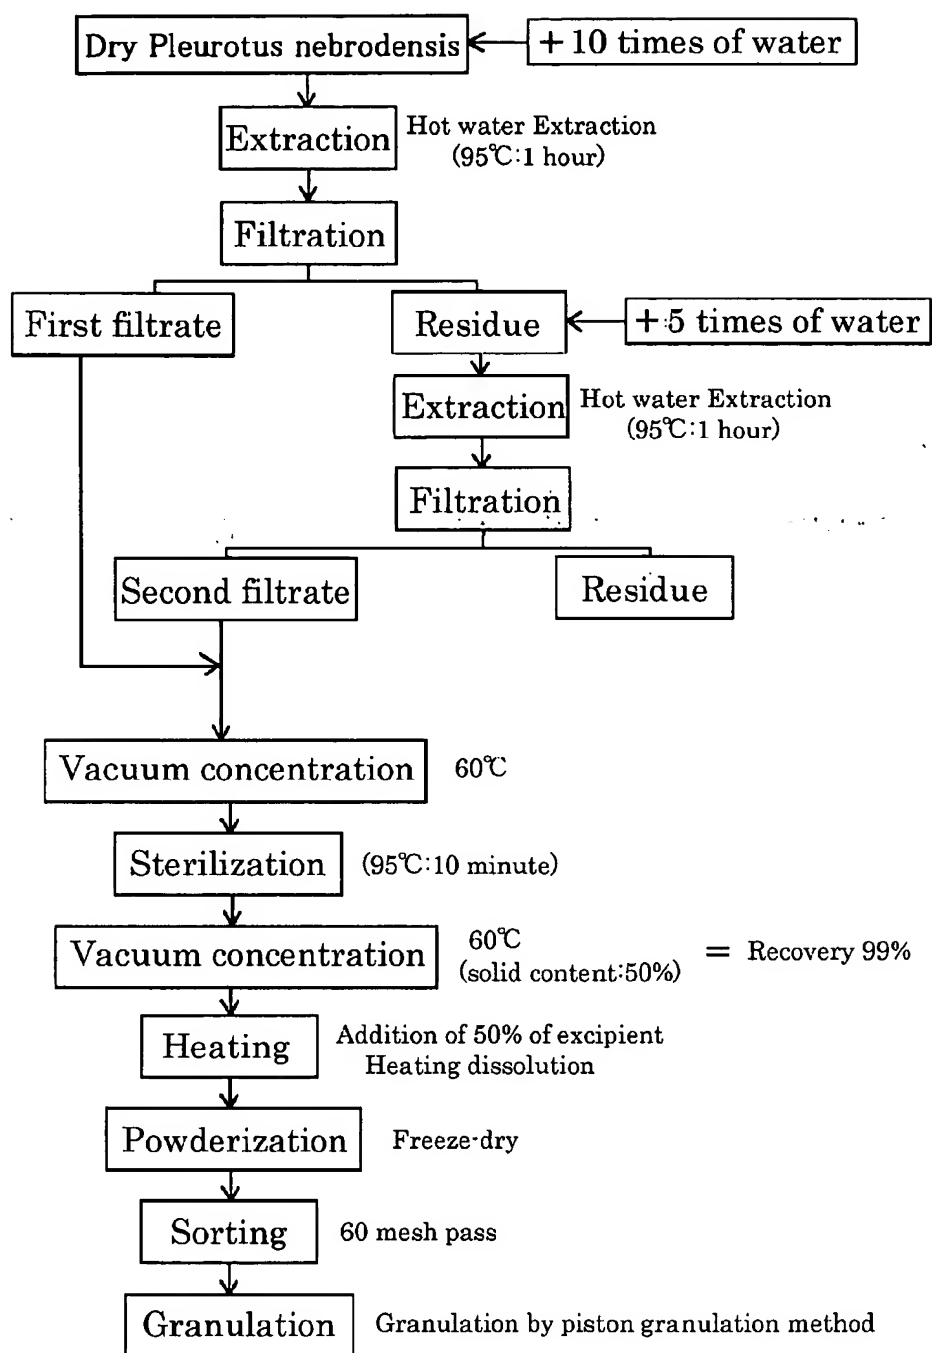 Dry Pleurotus nebrodensis
+10 times of water
Extraction
Hot water Extraction
(95℃:1 hour)
Filtration
First filtrate
Residue
+5 times of water
Extraction
Hot water Extraction
(95℃:1 hour)
Filtration
Second filtrate
Residue
Vacuum concentration
60℃
Sterilization
(95℃:10 minute)
Vacuum concentration
60℃
(solid content:50%)
= Recovery 99%
Heating
Addition of 50% of excipient
Heating dissolution
Powderization
Freeze-dry
Sorting
60 mesh pass
Granulation
Granulation by piston granulation method